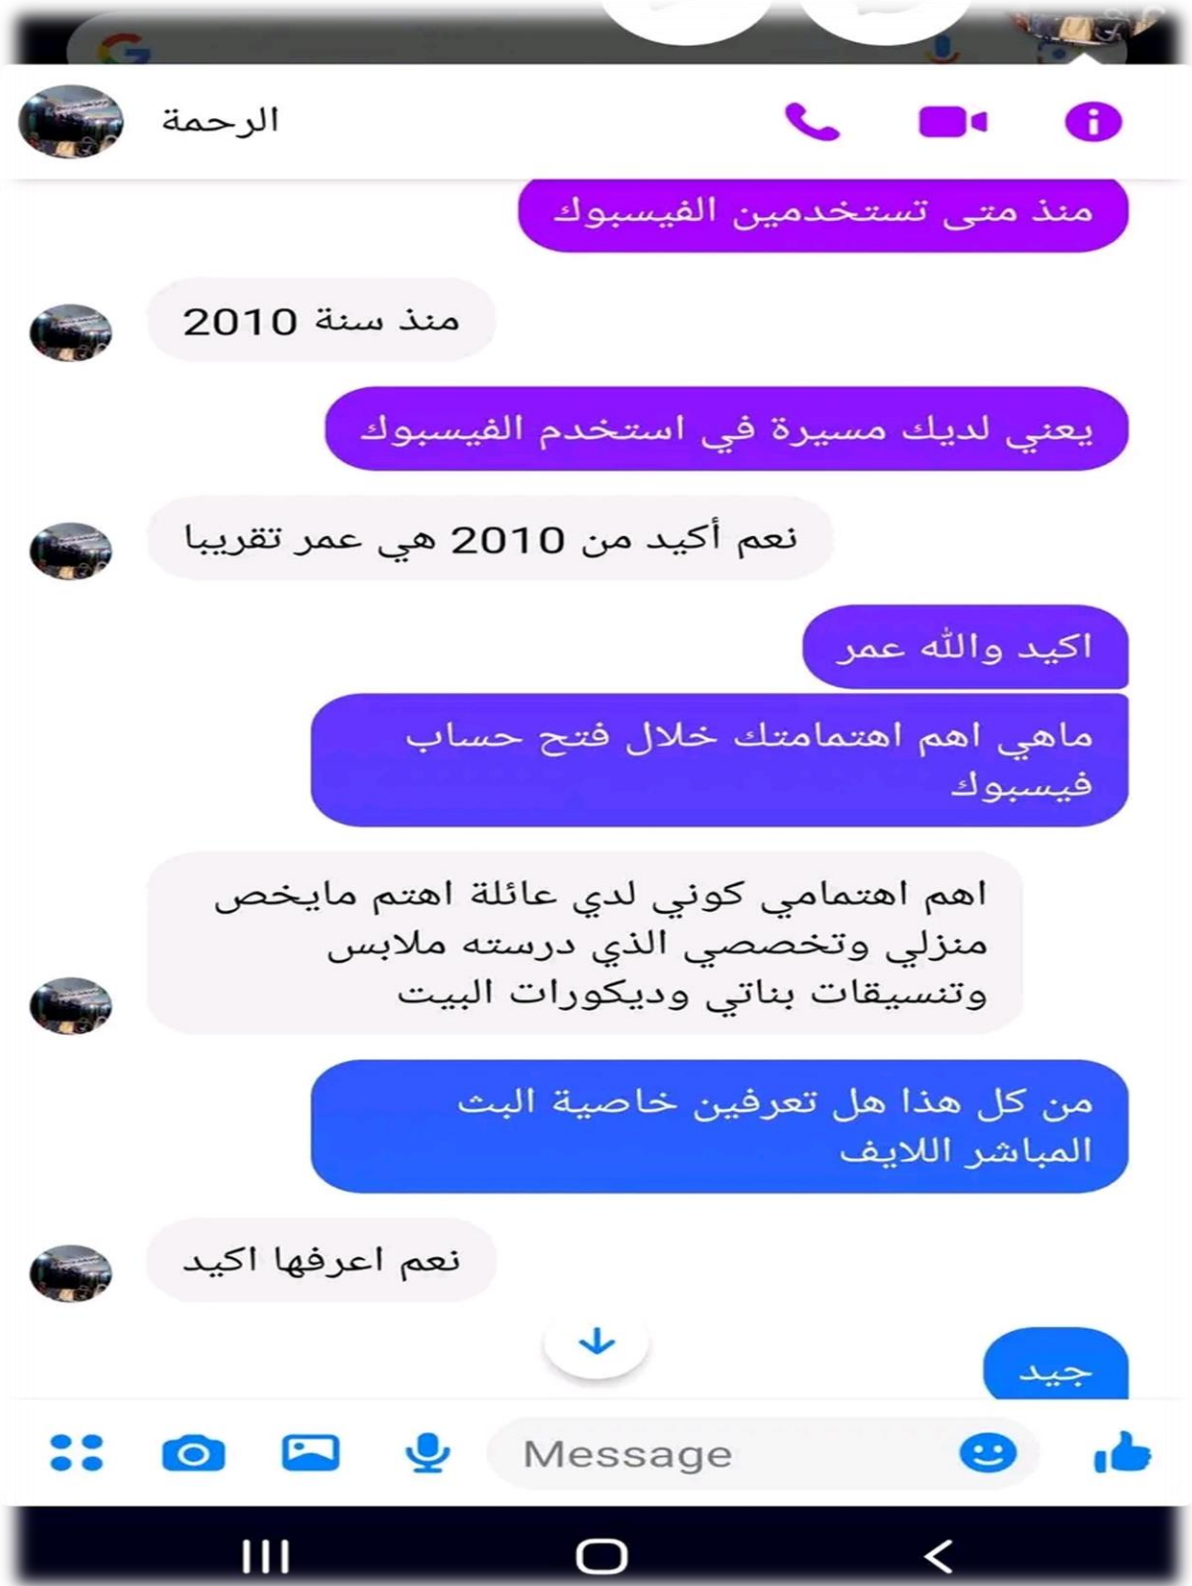 الرحمة
منذ متى تستخدمين الفيسبوك
منذ سنة 2010
يعني لديك مسيرة في استخدم الفيسبوك
نعم أكيد من 2010 هي عمر تقريبا
اكيد والله عمر
ماهي اهم اهتمامتك خلال فتح حساب
فيسبوك
اهم اهتمامي كوني لدي عائلة اهتم مايخص
منزلي وتخصصي الذي درسته ملابس
وتنسيقات بناتي وديكورات البيت
من كل هذا هل تعرفين خاصية البث
المباشر اللايف
نعم اعرفها اكيد
جيد
Message